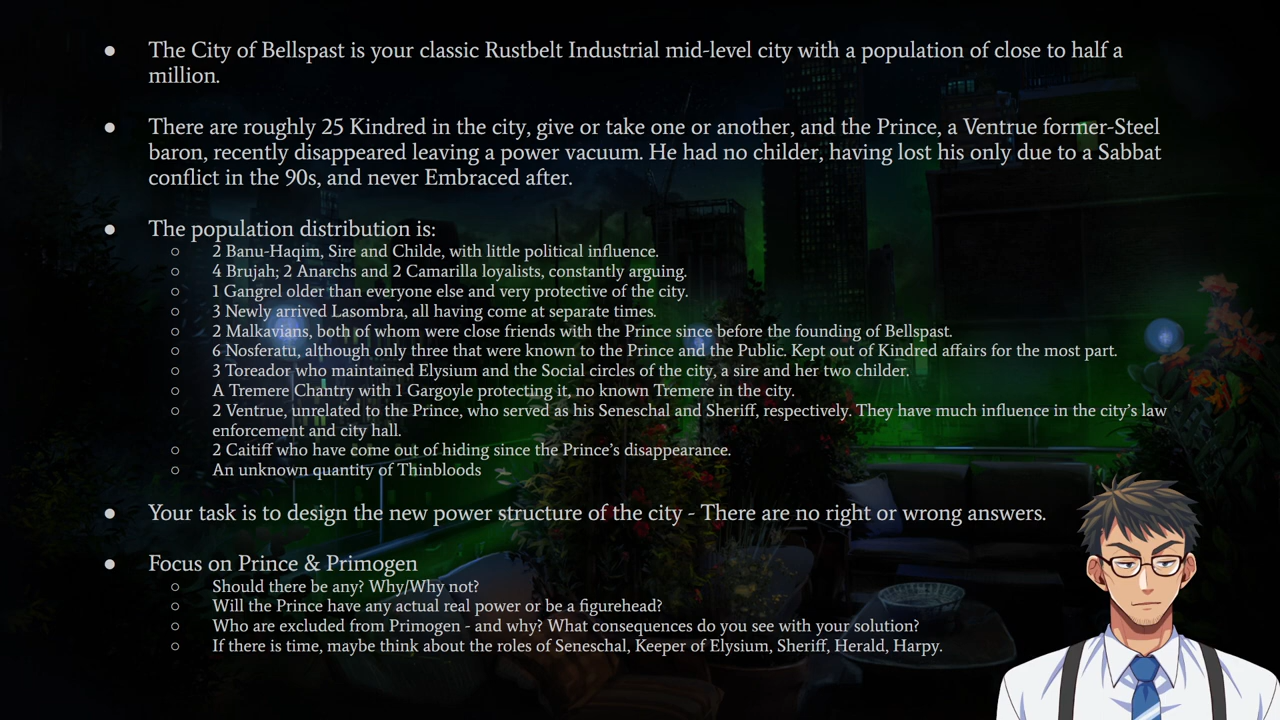 ● The City of Bellspast is your classic Rustbelt Industrial mid-level city with a population of close to half a
million.
● There are roughly 25 Kindred in the city, give or take one or another, and the Prince, a Ventrue former-Steel
baron, recently disappeared leaving a power vacuum. He had no childer, having lost his only due to a Sabbat
conflict in the 90s, and never Embraced after.
● The population distribution is:
○ 2 Banu-Haqim, Sire and Childe, with little political influence.
○ 4 Brujah; 2 Anarchs and 2 Camarilla loyalists, constantly arguing.
○ 1 Gangrel older than everyone else and very protective of the city.
○ 3 Newly arrived Lasombra, all having come at separate times.
○ 2 Malkavians, both of whom were close friends with the Prince since before the founding of Bellspast.
○ 6 Nosferatu, although only three that were known to the Prince and the Public. Kept out of Kindred affairs for the most part.
○ 3 Toreador who maintained Elysium and the Social circles of the city, a sire and her two childer.
○ A Tremere Chantry with 1 Gargoyle protecting it, no known Tremere in the city.
○ 2 Ventrue, unrelated to the Prince, who served as his Seneschal and Sheriff, respectively. They have much influence in the city's law
enforcement and city hall.
○ 2 Caitiff who have come out of hiding since the Prince's disappearance.
○ An unknown quantity of Thinbloods
● Your task is to design the new power structure of the city - There are no right or wrong answers.
● Focus on Prince & Primogen
○ Should there be any? Why/Why not?
○ Will the Prince have any actual real power or be a figurehead?
○ Who are excluded from Primogen - and why? What consequences do you see with your solution?
○ If there is time, maybe think about the roles of Seneschal, Keeper of Elysium, Sheriff, Herald, Harpy.